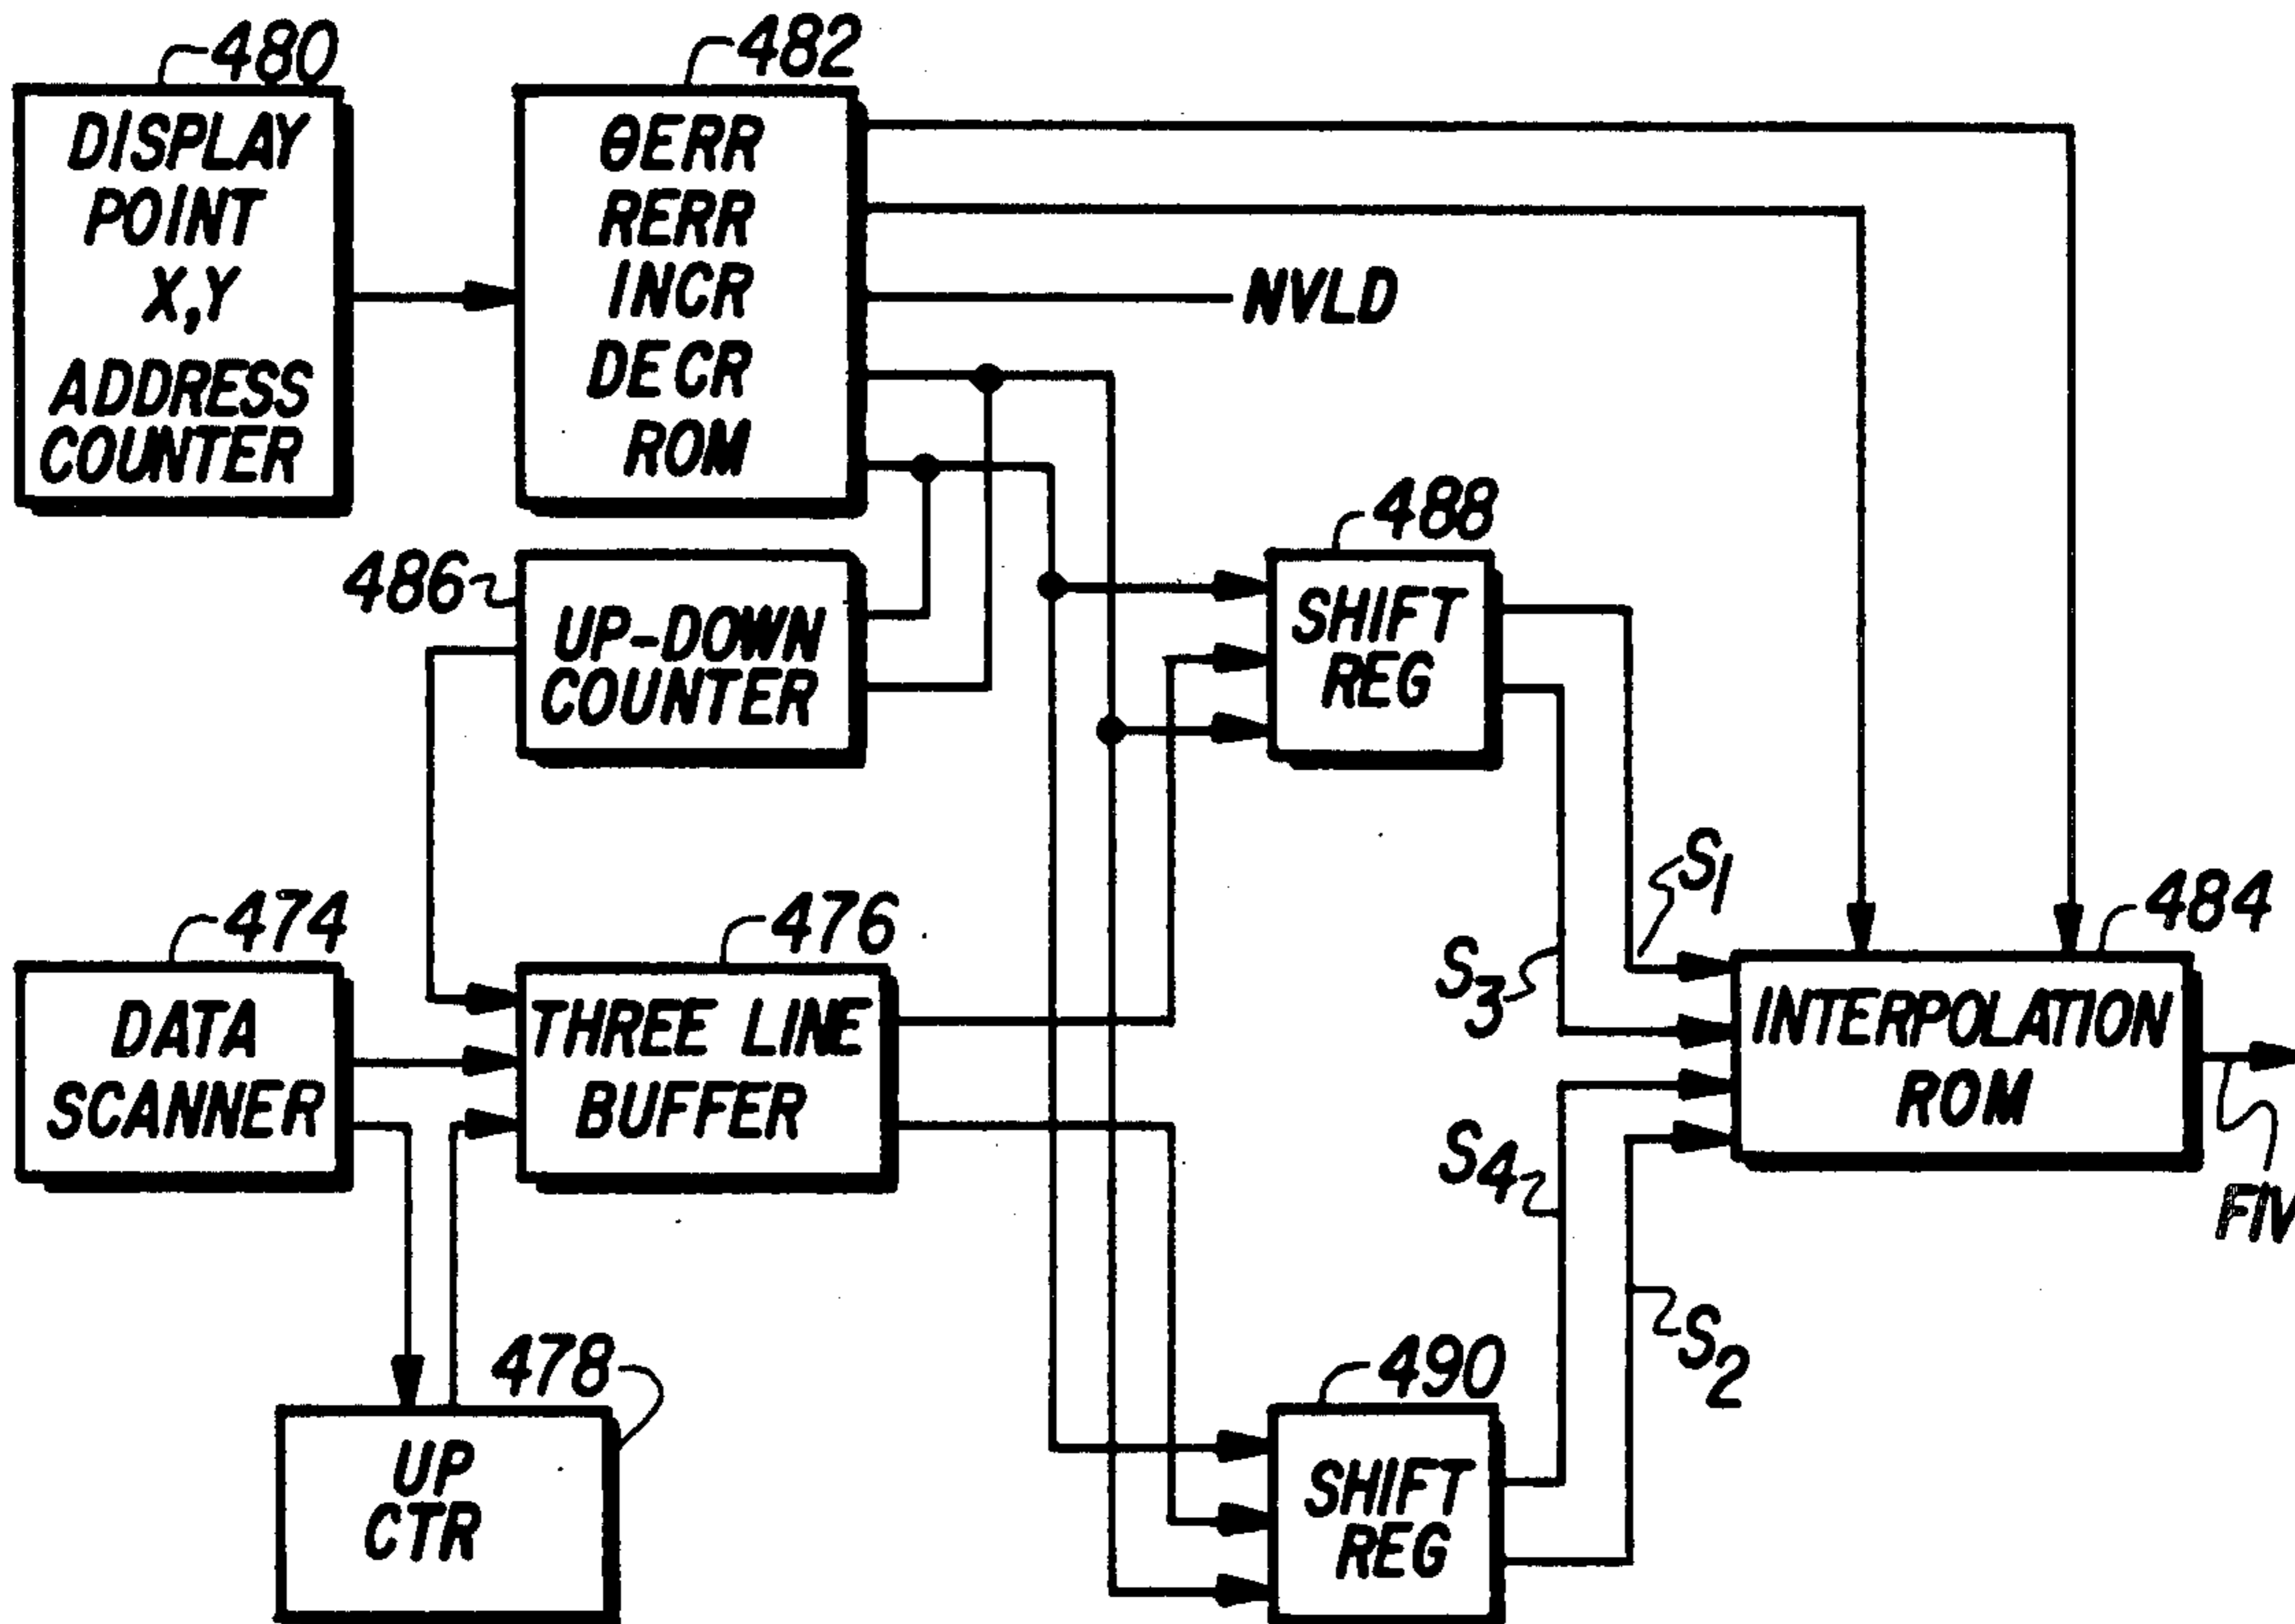 480
DISPLAY
POINT
X,Y
ADDRESS
COUNTER
482
θERR
RERR
INCR
DECR
ROM
NVLD
486
UP-DOWN
COUNTER
488
SHIFT
REG
474
DATA
SCANNER
476
THREE LINE
BUFFER
S1
S3
S4
S2
484
INTERPOLATION
ROM
FIV
478
UP
CTR
490
SHIFT
REG